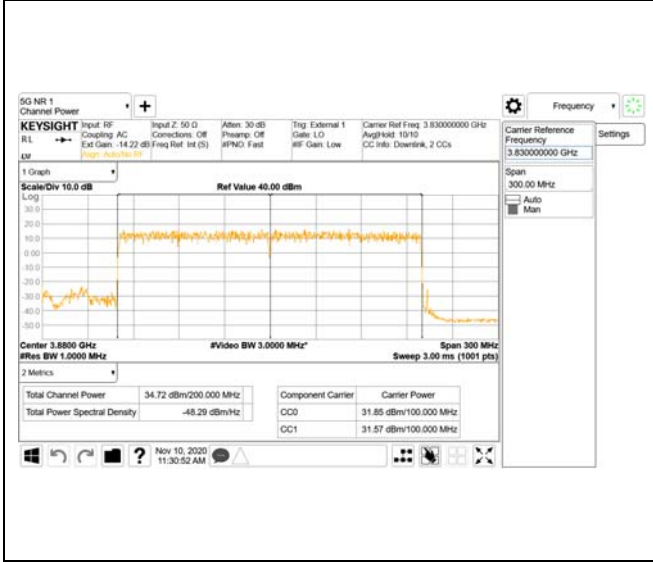 5G NR 1
Channel Power
Frequency
KEYSIGHT
Input: RF
Input Z: 50 Ω
Atten: 30 dB
Trig: External 1
Carrier Ref Freq: 3.830000000 GHz
RL
Coupling: AC
Corrections: Off
Preamp: Off
Gate: LO
Avg|Hold: 10/10
Ext Gain: -14.22 dB
Freq Ref: Int (S)
#PNO: Fast
#IF Gain: Low
CC Info: Downlink, 2 CCs
Align: Auto/No RF
Carrier Reference
Frequency
3.830000000 GHz
Settings
Span
300.00 MHz
Auto
Man
1 Graph
Scale/Div 10.0 dB
Ref Value 40.00 dBm
Log
30.0
20.0
10.0
0.00
-10.0
-20.0
-30.0
-40.0
-50.0
Center 3.8800 GHz
#Video BW 3.0000 MHz*
Span 300 MHz
#Res BW 1.0000 MHz
Sweep 3.00 ms (1001 pts)
2 Metrics
Total Channel Power
34.72 dBm/200.000 MHz
Total Power Spectral Density
-48.29 dBm/Hz
Component Carrier
Carrier Power
CC0
31.85 dBm/100.000 MHz
CC1
31.57 dBm/100.000 MHz
?
Nov 10, 2020
11:30:52 AM